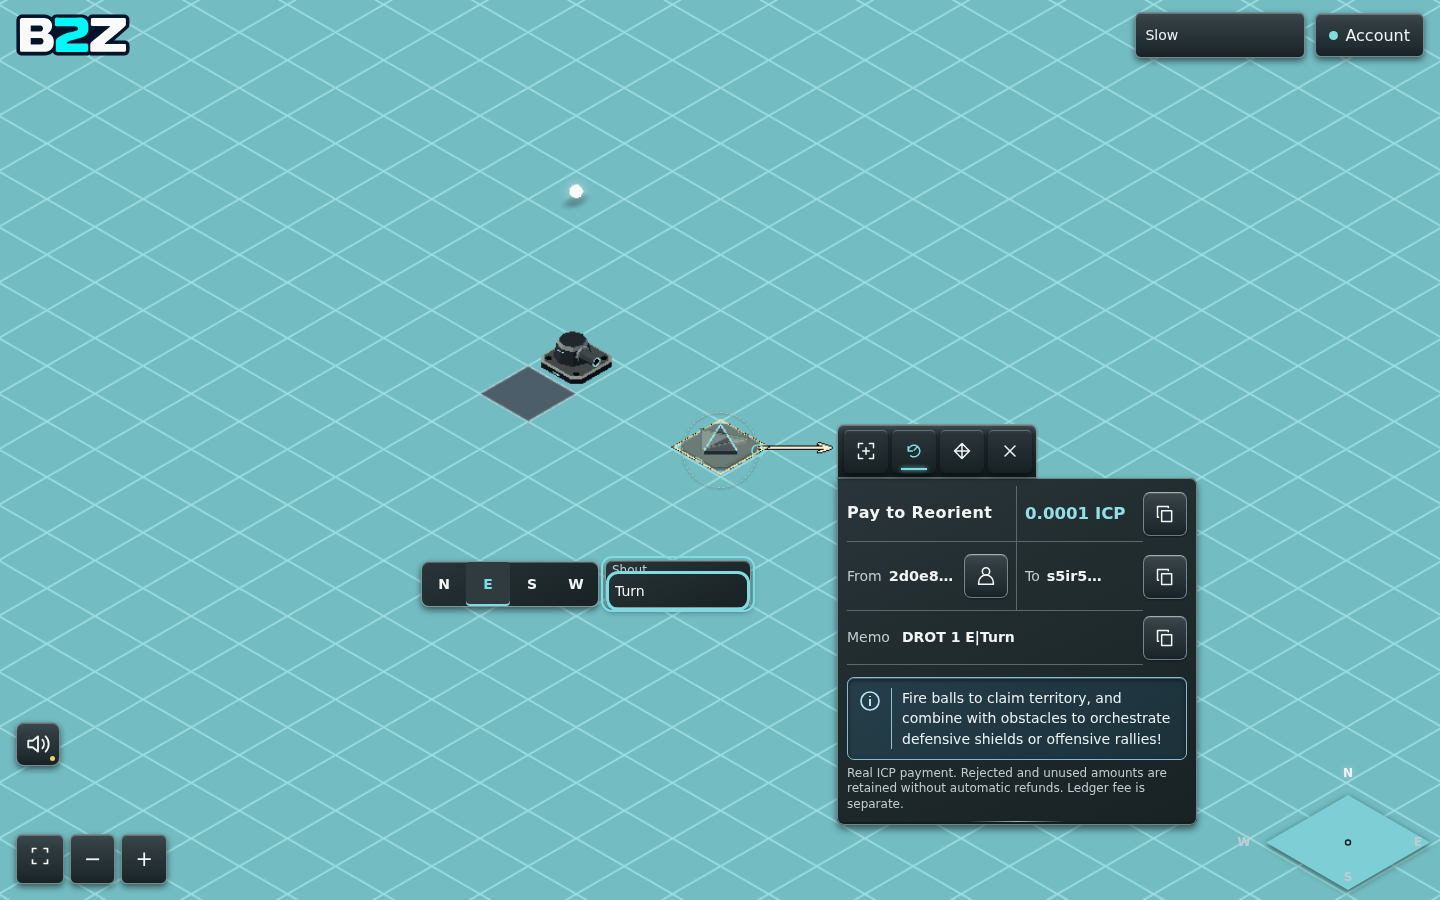 B2Z
Slow
Account
Pay to Reorient
0.0001 ICP
From 2d0e8...
To s5ir5...
N
E
S
W
Shout
Turn
Memo DROT 1 E|Turn
Fire balls to claim territory, and
combine with obstacles to orchestrate
defensive shields or offensive rallies!
Real ICP payment. Rejected and unused amounts are
retained without automatic refunds. Ledger fee is
separate.
N
W
E
S